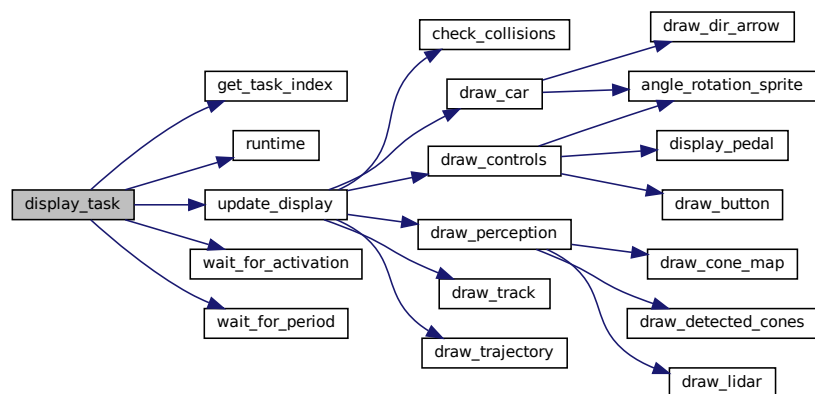 display_task
get_task_index
runtime
update_display
wait_for_activation
wait_for_period
check_collisions
draw_car
draw_controls
draw_perception
draw_track
draw_trajectory
draw_dir_arrow
angle_rotation_sprite
display_pedal
draw_button
draw_cone_map
draw_detected_cones
draw_lidar